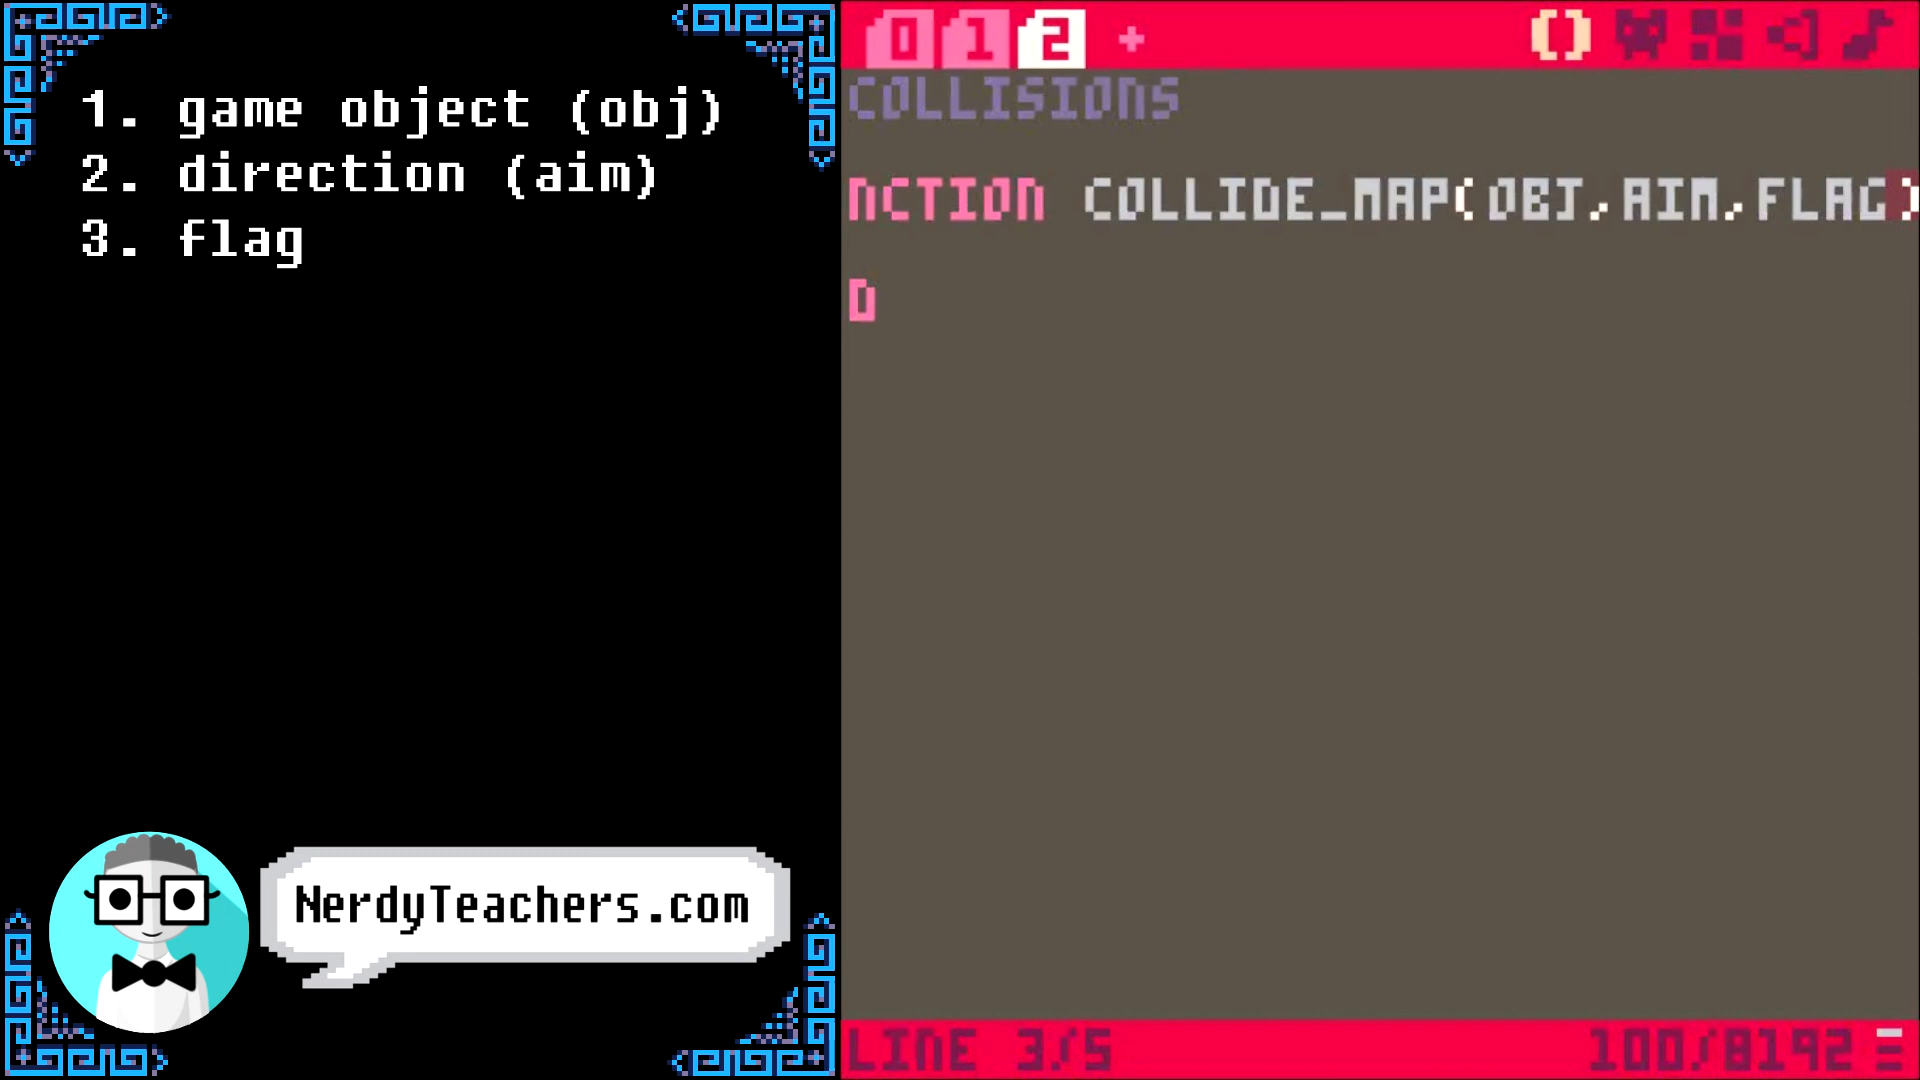 1. game object (obj)
2. direction (aim)
3. flag
NerdyTeachers.com
0 1 2 +
COLLISIONS
NCTION COLLIDE_MAP(OBJ,AIM,FLAG)
D
LINE 3/5
100/8192